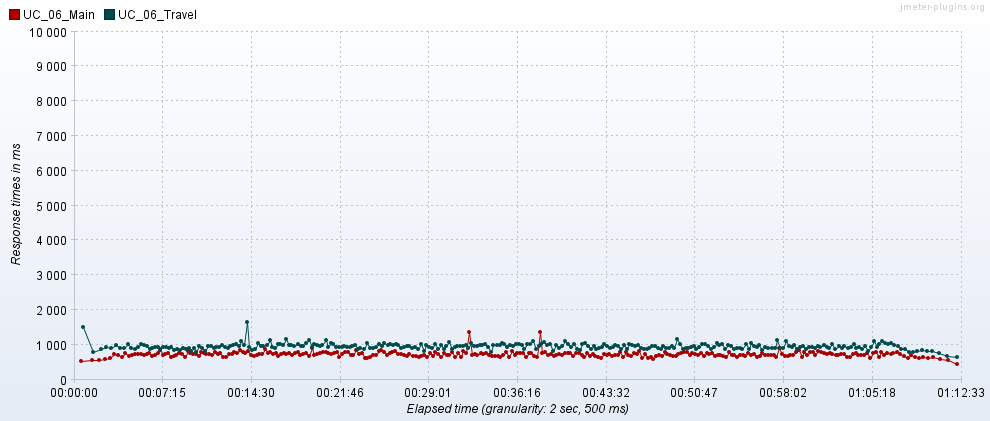 jmeter-plugins.org
UC_06_Main UC_06_Travel
10 000
9 000
8 000
7 000
6 000
5 000
4 000
3 000
2 000
1 000
0
Response times in ms
00:00:00 00:07:15 00:14:30 00:21:46 00:29:01 00:36:16 00:43:32 00:50:47 00:58:02 01:05:18 01:12:33
Elapsed time (granularity: 2 sec, 500 ms)